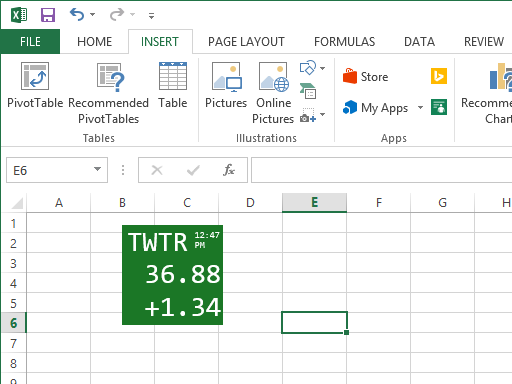 FILE HOME INSERT PAGE LAYOUT FORMULAS DATA REVIEW
PivotTable Recommended PivotTables Table Pictures Online Pictures Store My Apps Recomme Chart
Tables Illustrations Apps
E6 fx
A B C D E F G H
1
2
3
4
5
6
7
8
9
TWTR 12:47 PM
36.88
+1.34